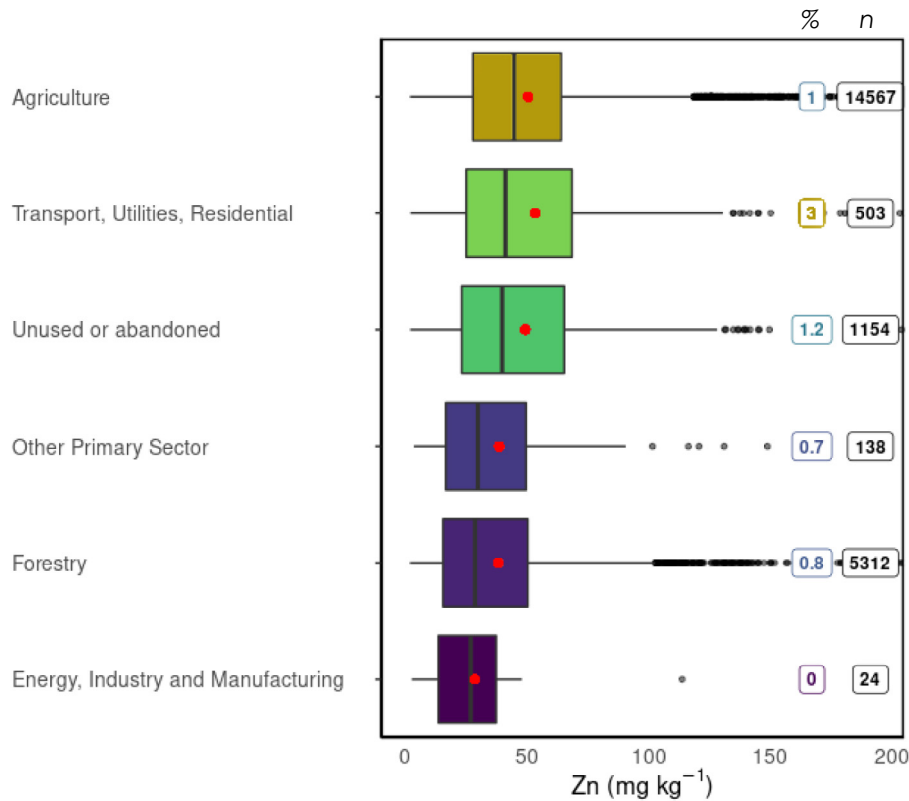 % n
Agriculture 1 14567
Transport, Utilities, Residential 3 503
Unused or abandoned 1.2 1154
Other Primary Sector 0.7 138
Forestry 0.8 5312
Energy, Industry and Manufacturing 0 24
0 50 100 150 200
Zn (mg kg⁻¹)